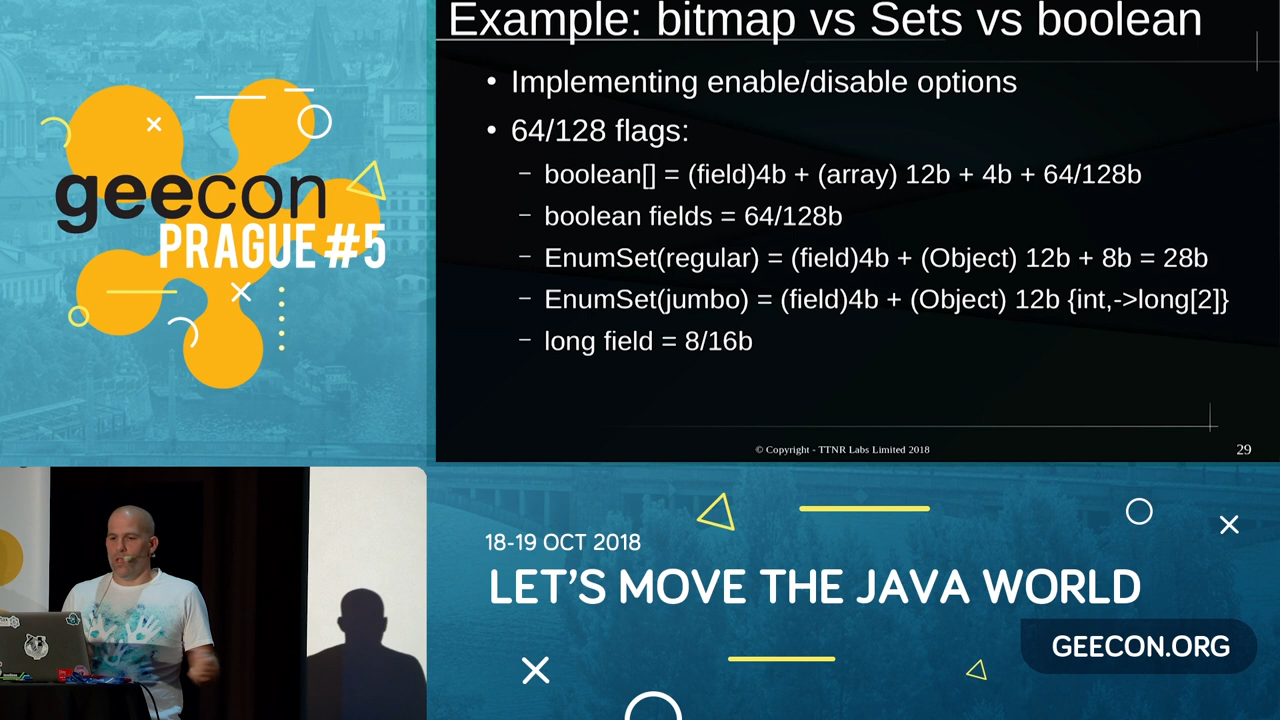 geecon
PRAGUE #5
Example: bitmap vs Sets vs boolean
• Implementing enable/disable options
• 64/128 flags:
– boolean[] = (field)4b + (array) 12b + 4b + 64/128b
– boolean fields = 64/128b
– EnumSet(regular) = (field)4b + (Object) 12b + 8b = 28b
– EnumSet(jumbo) = (field)4b + (Object) 12b {int,->long[2]}
– long field = 8/16b
© Copyright - TTNR Labs Limited 2018
29
18-19 OCT 2018
LET'S MOVE THE JAVA WORLD
GEECON.ORG